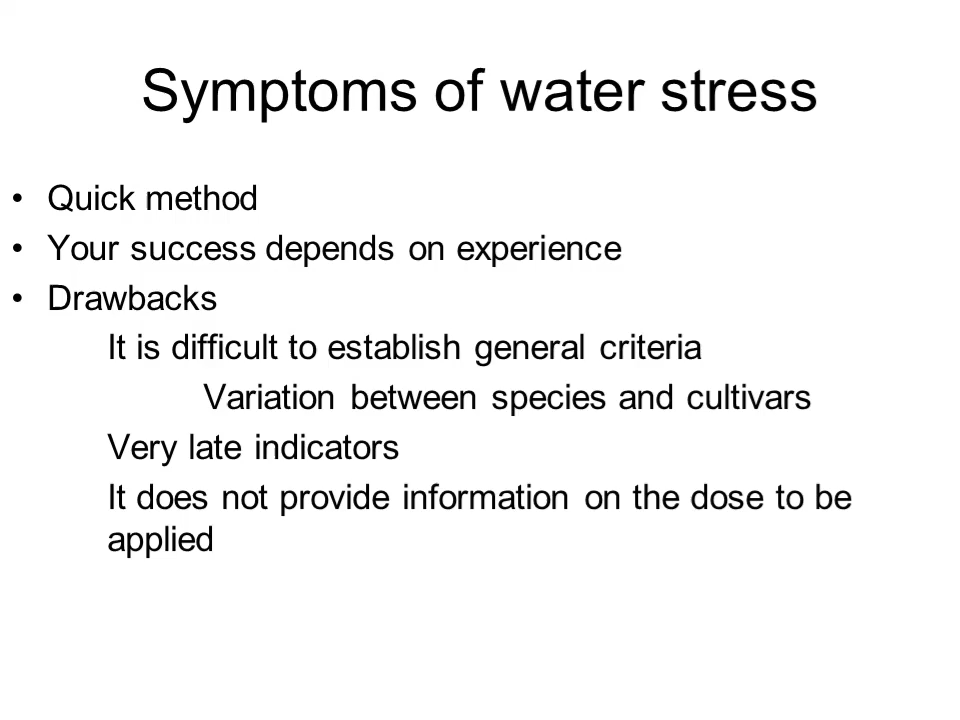 Symptoms of water stress
• Quick method
• Your success depends on experience
• Drawbacks
It is difficult to establish general criteria
Variation between species and cultivars
Very late indicators
It does not provide information on the dose to be
applied